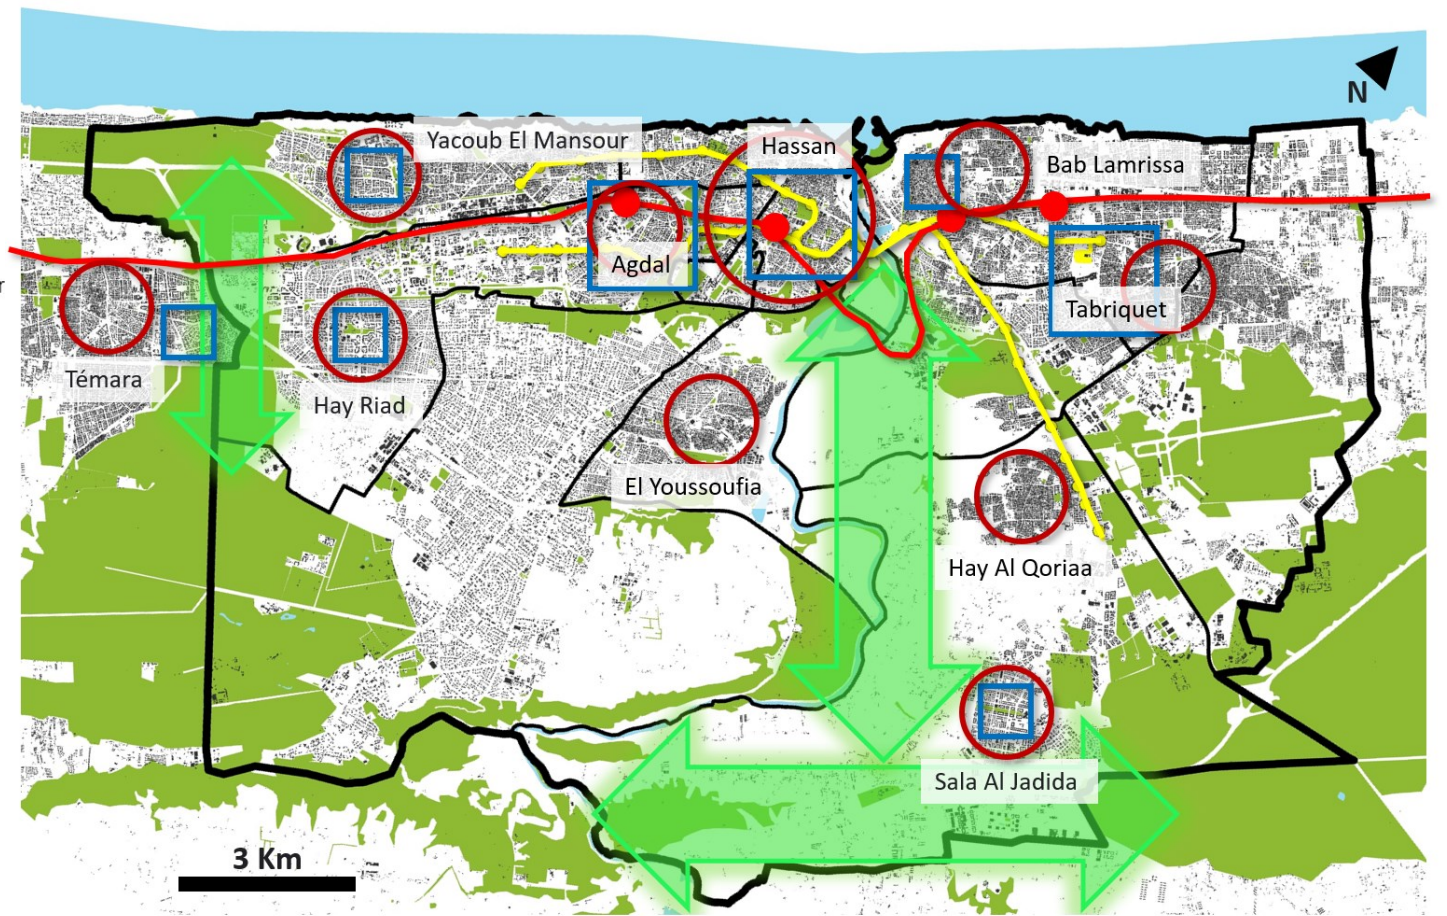 N
Yacoub El Mansour
Hassan
Bab Lamrissa
Agdal
Tabriquet
Témara
Hay Riad
El Youssoufia
Hay Al Qoriaa
Sala Al Jadida
3 Km